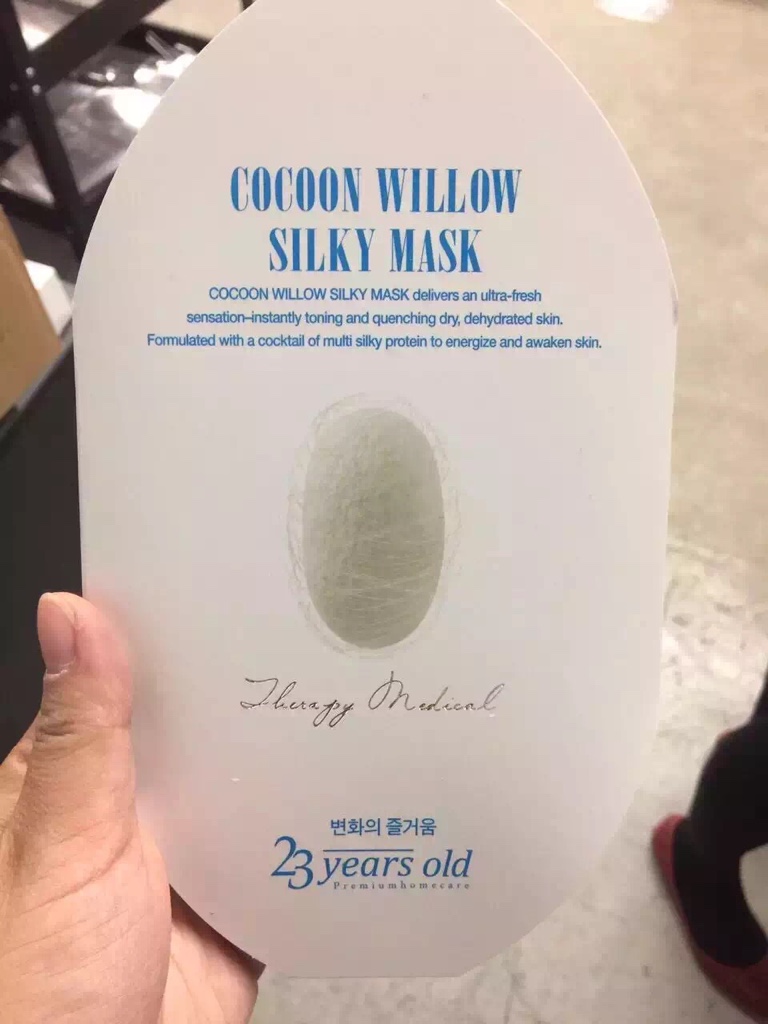 COCOON WILLOW
SILKY MASK
COCOON WILLOW SILKY MASK delivers an ultra-fresh
sensation–instantly toning and quenching dry, dehydrated skin.
Formulated with a cocktail of multi silky protein to energize and awaken skin.
Therapy Medical
변화의 즐거움
23 years old
Premiumhomecare